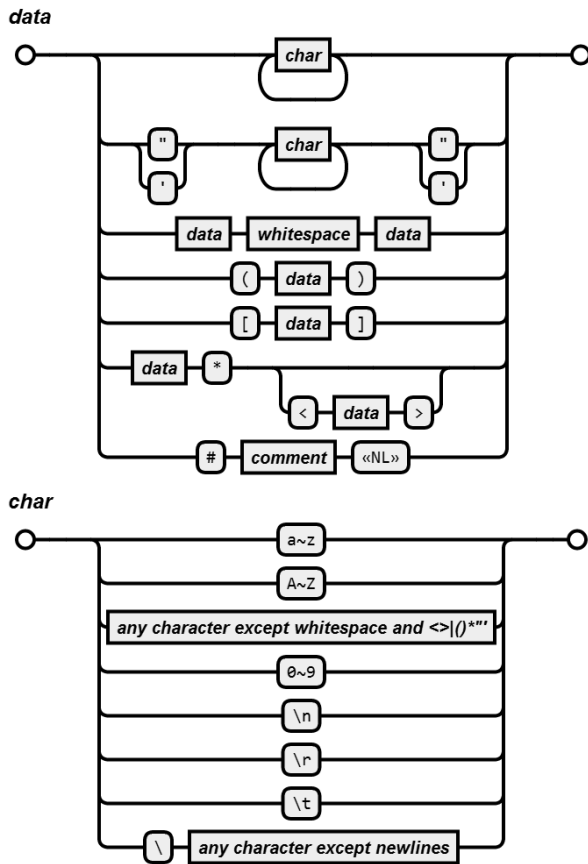 data
char
" char "
' '
data whitespace data
( data )
[ data ]
data *
< data >
# comment «NL»
char
a~z
A~Z
any character except whitespace and <>|()*"'
0~9
\n
\r
\t
\ any character except newlines